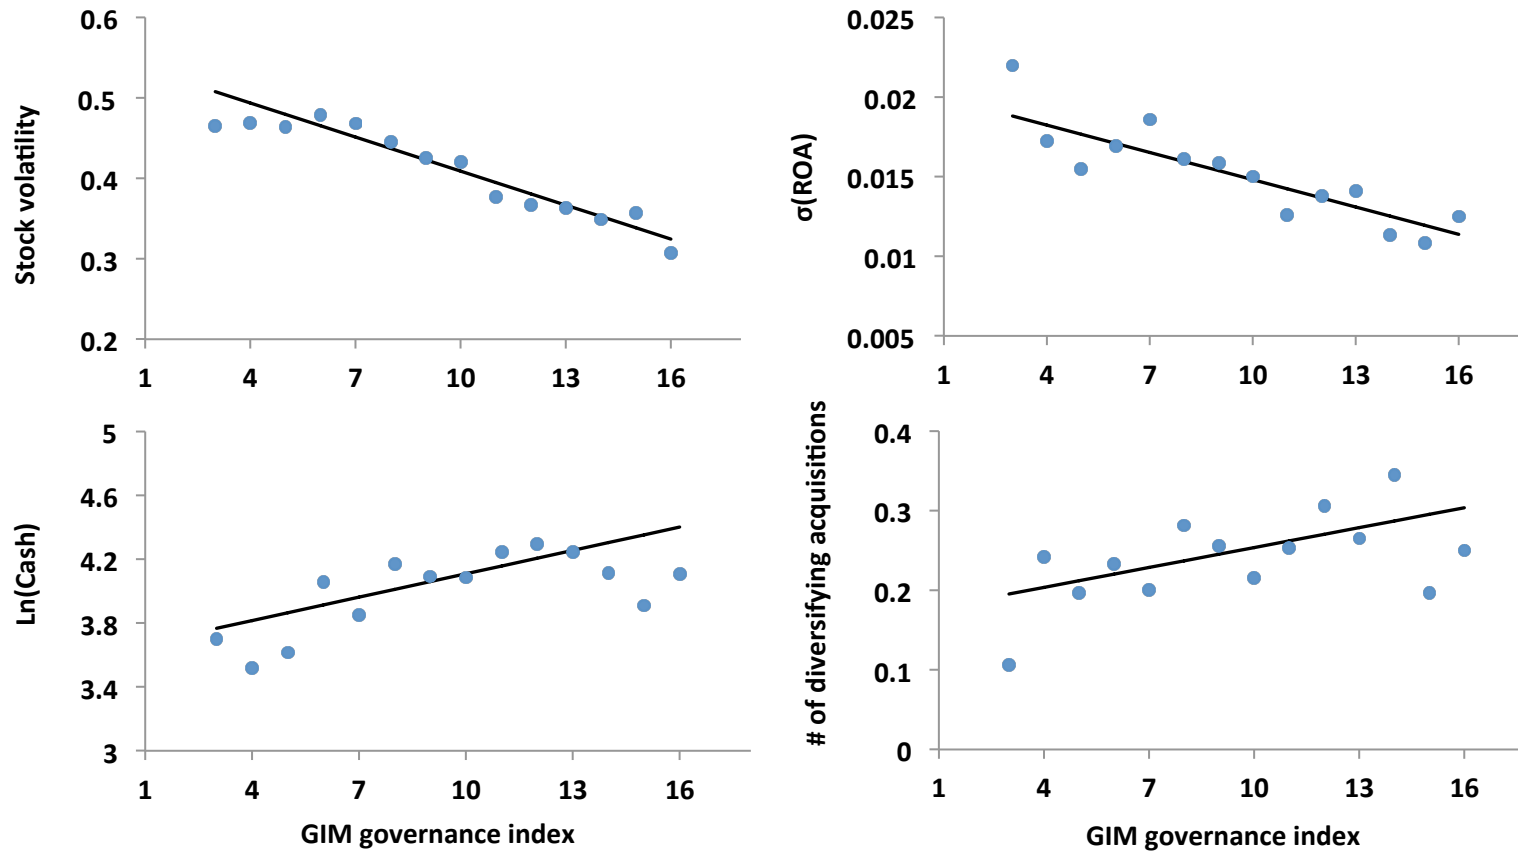 Stock volatility
0.6
0.5
0.4
0.3
0.2
1 4 7 10 13 16
σ(ROA)
0.025
0.02
0.015
0.01
0.005
1 4 7 10 13 16
Ln(Cash)
5
4.6
4.2
3.8
3.4
3
1 4 7 10 13 16
GIM governance index
# of diversifying acquisitions
0.4
0.3
0.2
0.1
0
1 4 7 10 13 16
GIM governance index